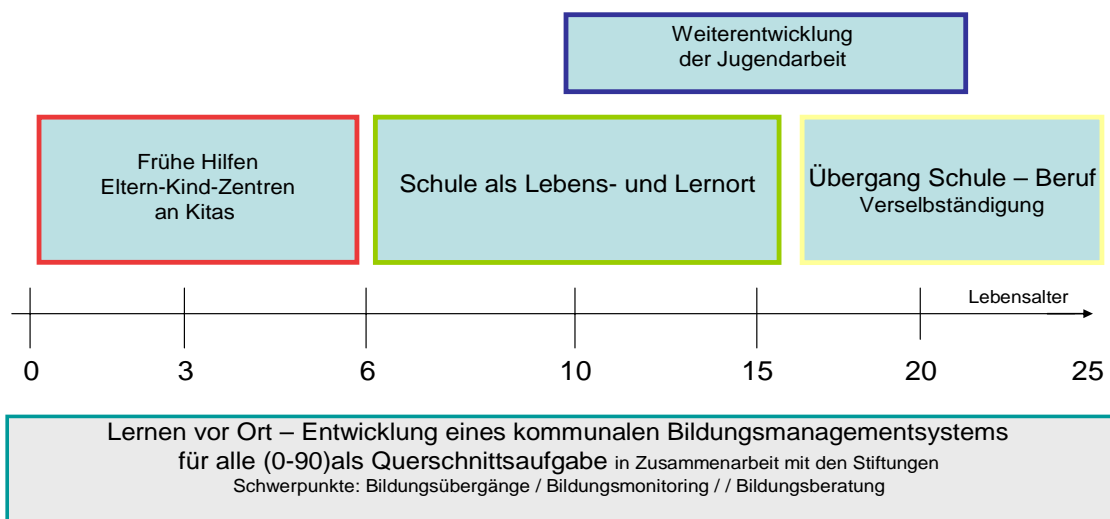 Weiterentwicklung
der Jugendarbeit
Frühe Hilfen
Eltern-Kind-Zentren
an Kitas
Schule als Lebens- und Lernort
Übergang Schule – Beruf
Verselbständigung
Lebensalter
0 3 6 10 15 20 25
Lernen vor Ort – Entwicklung eines kommunalen Bildungsmanagementsystems
für alle (0-90)als Querschnittsaufgabe in Zusammenarbeit mit den Stiftungen
Schwerpunkte: Bildungsübergänge / Bildungsmonitoring / / Bildungsberatung